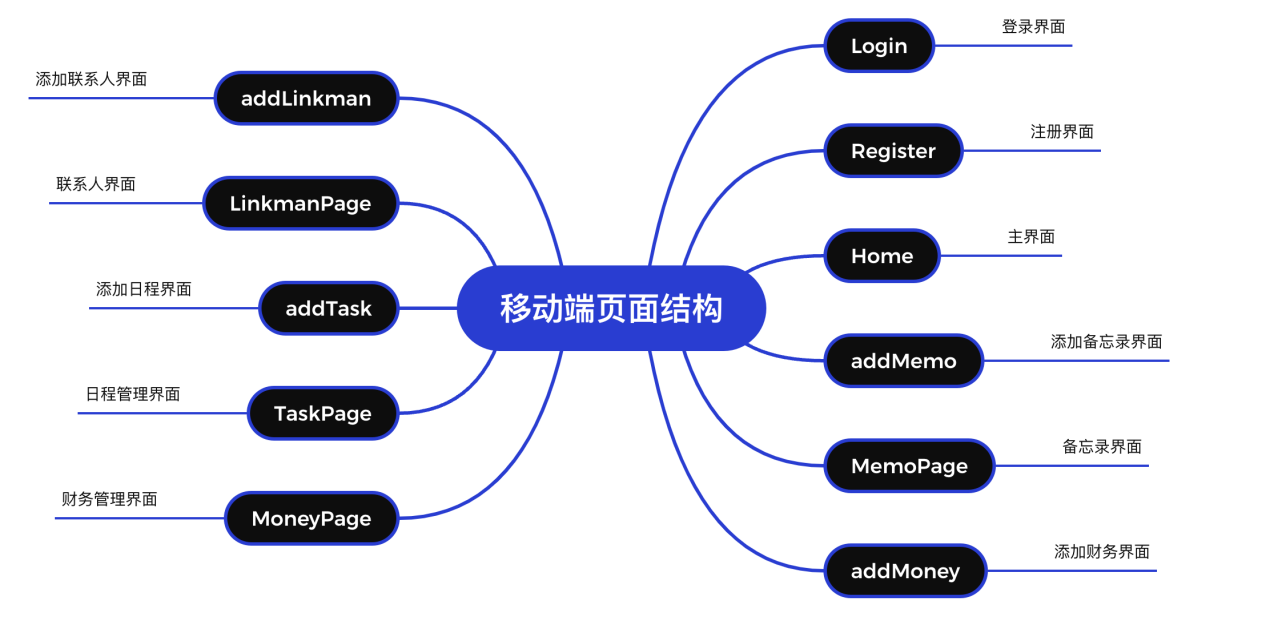 移动端页面结构
Login
登录界面
Register
注册界面
Home
主界面
addMemo
添加备忘录界面
MemoPage
备忘录界面
addMoney
添加财务界面
添加联系人界面
addLinkman
联系人界面
LinkmanPage
添加日程界面
addTask
日程管理界面
TaskPage
财务管理界面
MoneyPage